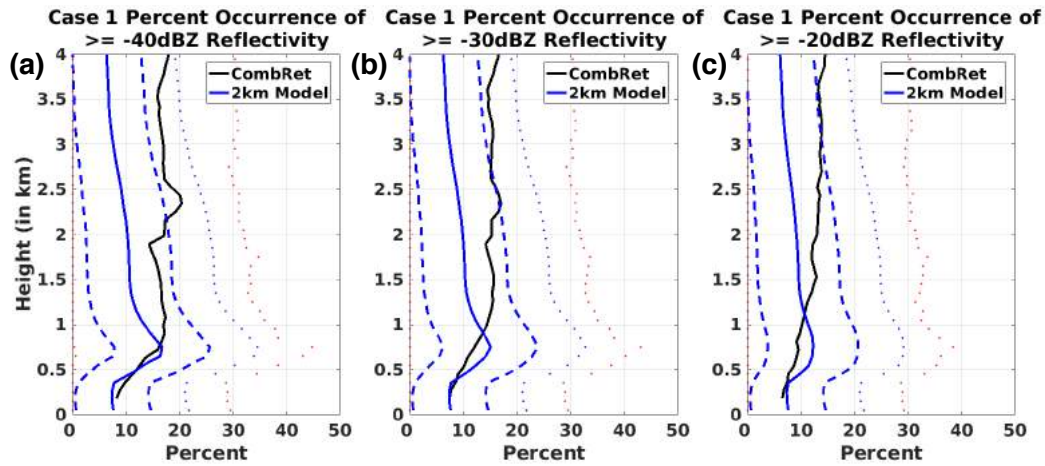 Case 1 Percent Occurrence of
>= -40dBZ Reflectivity
(a)
CombRet
2km Model
Height (in km)
4
3.5
3
2.5
2
1.5
1
0.5
0
0
10
20
30
40
50
Percent
Case 1 Percent Occurrence of
>= -30dBZ Reflectivity
(b)
CombRet
2km Model
4
3.5
3
2.5
2
1.5
1
0.5
0
0
10
20
30
40
50
Percent
Case 1 Percent Occurrence of
>= -20dBZ Reflectivity
(c)
CombRet
2km Model
4
3.5
3
2.5
2
1.5
1
0.5
0
0
10
20
30
40
50
Percent